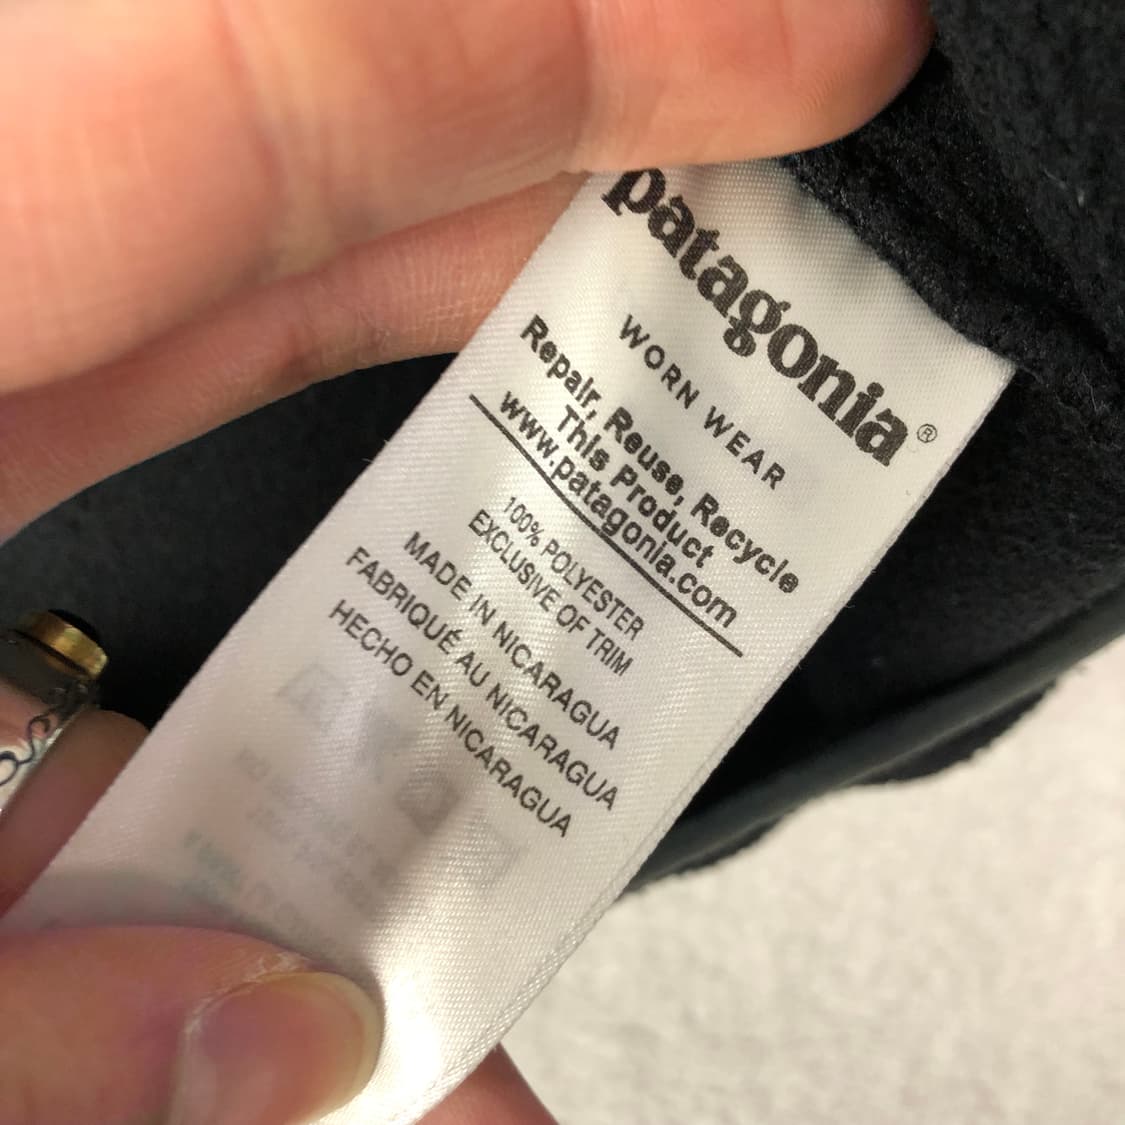 patagonia®
WORN WEAR
Repair, Reuse, Recycle
This Product
www.patagonia.com
100% POLYESTER
EXCLUSIVE OF TRIM
MADE IN NICARAGUA
FABRIQUÉ AU NICARAGUA
HECHO EN NICARAGUA